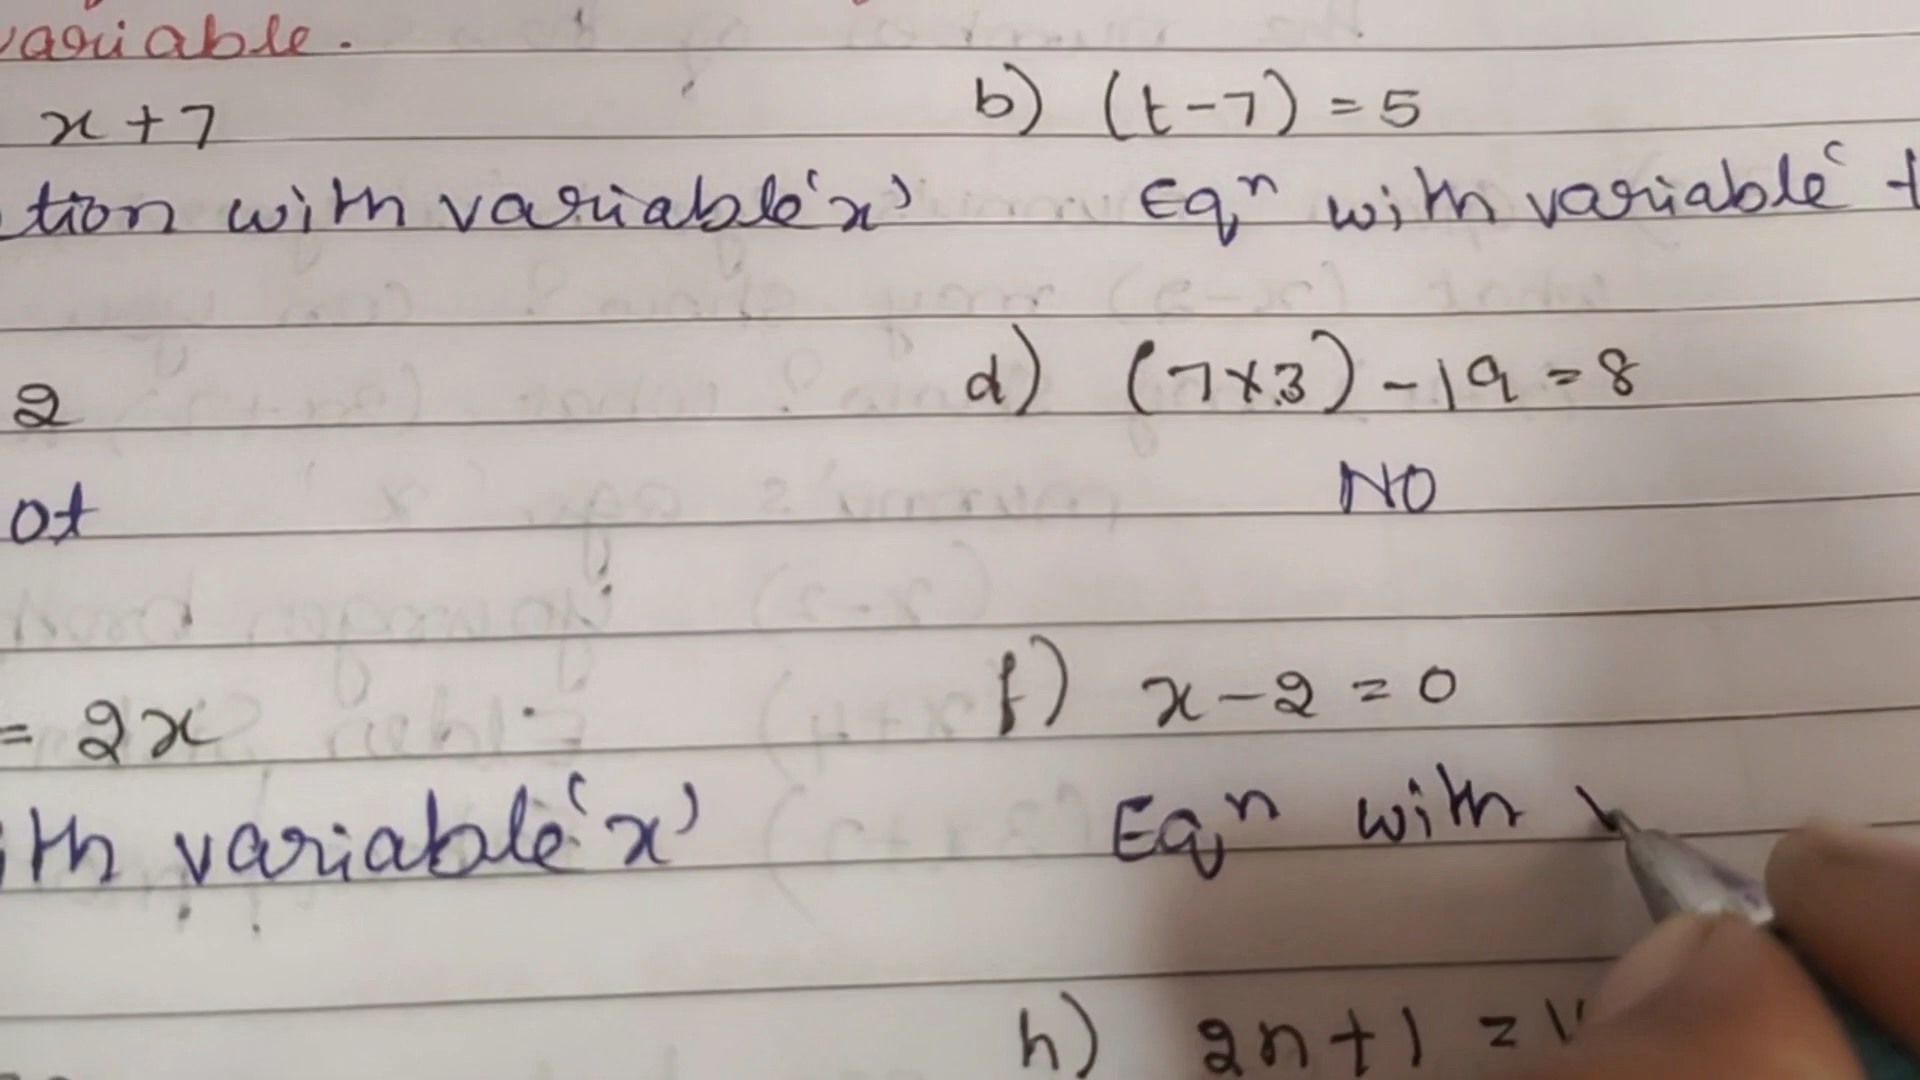 variable.
x+7 b) (t-7) = 5
tion with variable 'x' Eqn with variable 't
2 d) (7×3) - 19 = 8
ot NO
= 2x f) x-2 = 0
ith variable 'x' Eqn with
h) 2n+1 =